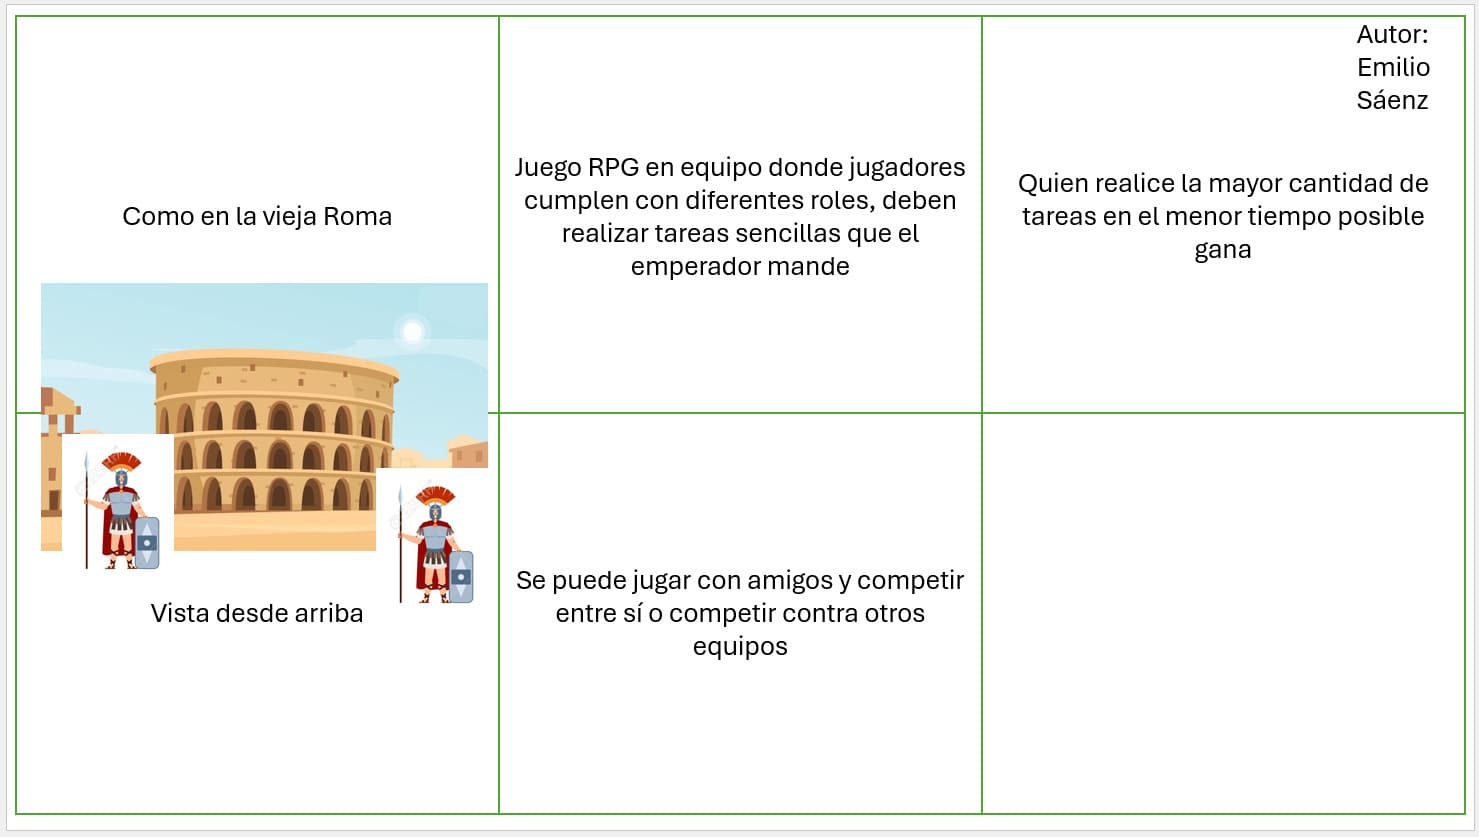 Autor:
Emilio
Sáenz
Como en la vieja Roma
Juego RPG en equipo donde jugadores
cumplen con diferentes roles, deben
realizar tareas sencillas que el
emperador mande
Quien realice la mayor cantidad de
tareas en el menor tiempo posible
gana
Vista desde arriba
Se puede jugar con amigos y competir
entre sí o competir contra otros
equipos